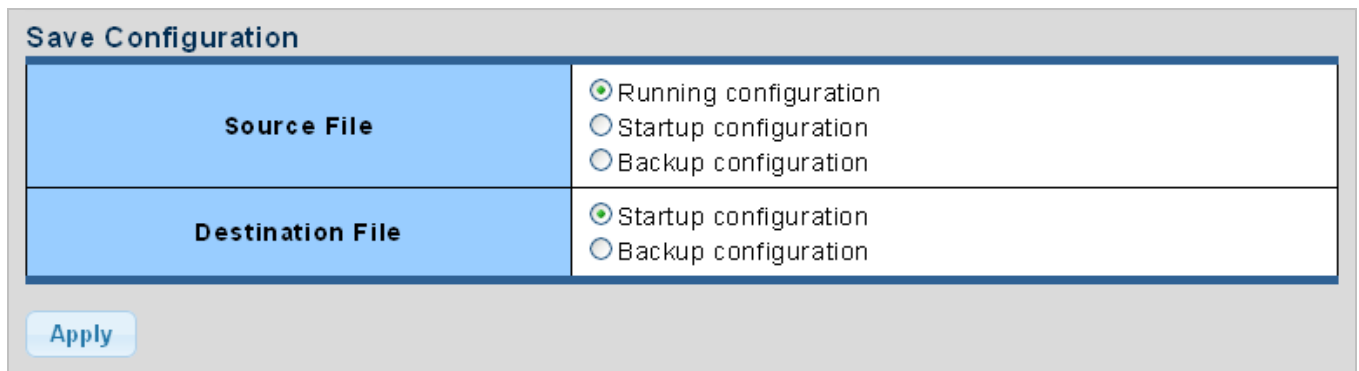 Save Configuration
Source File
Running configuration
Startup configuration
Backup configuration
Destination File
Startup configuration
Backup configuration
Apply